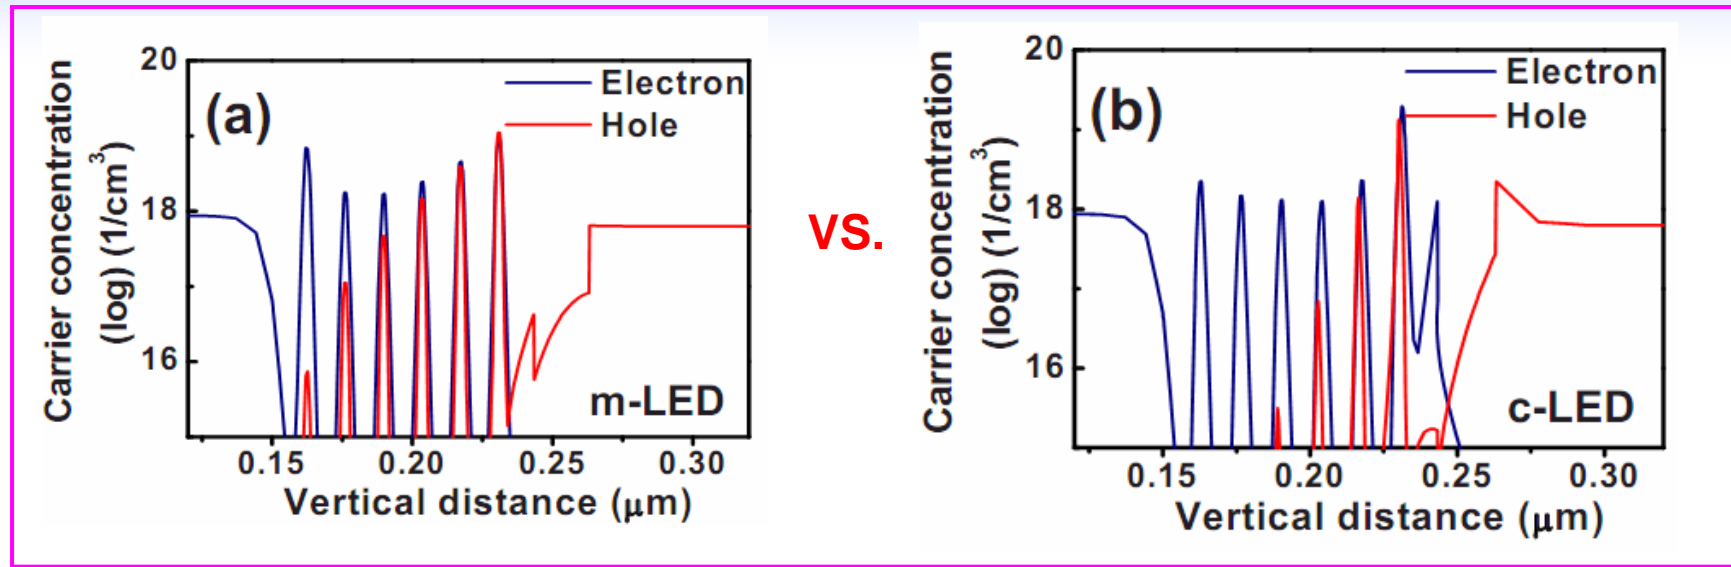 (a)
Electron
Hole
m-LED
20
18
16
0.15 0.20 0.25 0.30
Vertical distance (μm)
Carrier concentration
(log) (1/cm³)
VS.
(b)
Electron
Hole
c-LED
20
18
16
0.15 0.20 0.25 0.30
Vertical distance (μm)
Carrier concentration
(log) (1/cm³)